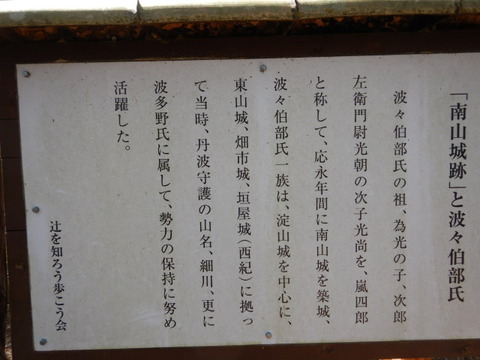 「南山城跡」と波々伯部氏
波々伯部氏の祖、為光の子、次郎
左衛門尉光朝の次子光尚を、嵐四郎
と称して、応永年間に南山城を築城、
波々伯部氏一族は、淀山城を中心に、
東山城、畑市城、垣屋城(西紀)に拠っ
て当時、丹波守護の山名、細川、更に
波多野氏に属して、勢力の保持に努め
活躍した。
辻を知ろう歩こう会